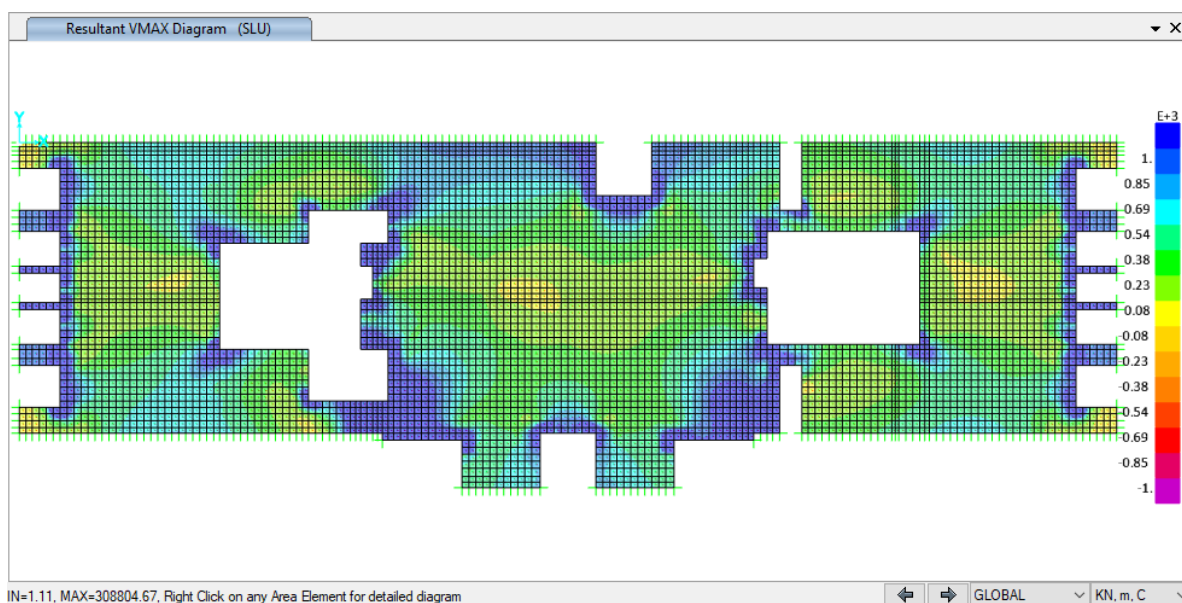 Resultant VMAX Diagram (SLU)
Y
X
E+3
1.
0.85
0.69
0.54
0.38
0.23
0.08
-0.08
-0.23
-0.38
-0.54
-0.69
-0.85
-1.
IN=1.11, MAX=308804.67, Right Click on any Area Element for detailed diagram
GLOBAL
KN, m, C